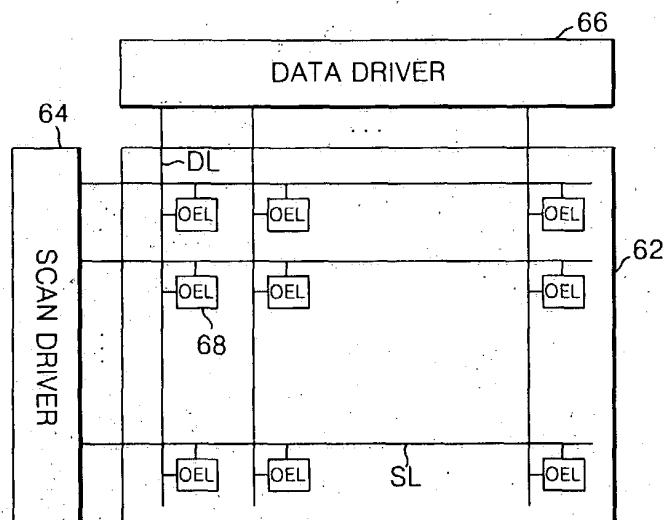 66
DATA DRIVER
64
...
DL
OEL OEL OEL
62
SCAN DRIVER
OEL OEL OEL
68
...
OEL OEL OEL
SL